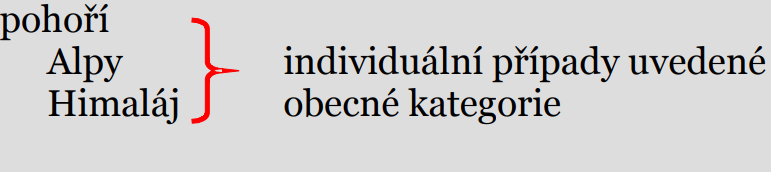 pohoří
Alpy individuální případy uvedené
Himaláj obecné kategorie